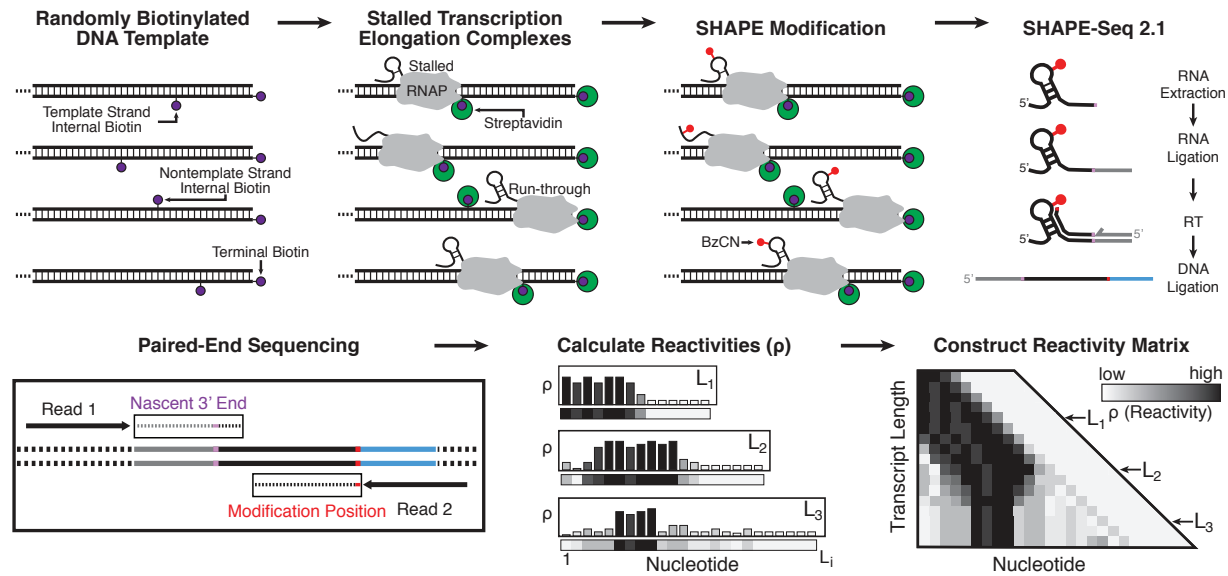 Randomly Biotinylated
DNA Template
Stalled Transcription
Elongation Complexes
SHAPE Modification
SHAPE-Seq 2.1
Template Strand
Internal Biotin
Nontemplate Strand
Internal Biotin
Terminal Biotin
Stalled
RNAP
Streptavidin
Run-through
BzCN
5'
RNA
Extraction
5'
RNA
Ligation
5'
5'
RT
5'
DNA
Ligation
Paired-End Sequencing
Calculate Reactivities (ρ)
Construct Reactivity Matrix
Read 1
Nascent 3' End
Modification Position
Read 2
ρ
L1
ρ
L2
ρ
L3
1
Li
Nucleotide
low
high
ρ (Reactivity)
Transcript Length
L1
L2
L3
Nucleotide